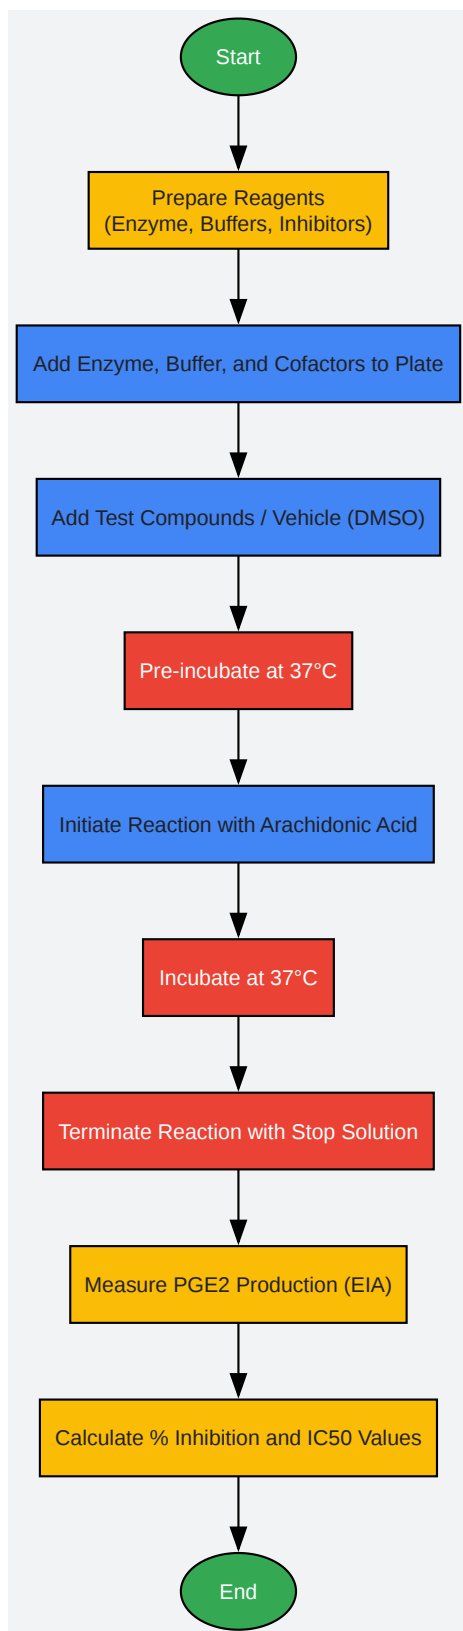 Start
Prepare Reagents
(Enzyme, Buffers, Inhibitors)
Add Enzyme, Buffer, and Cofactors to Plate
Add Test Compounds / Vehicle (DMSO)
Pre-incubate at 37°C
Initiate Reaction with Arachidonic Acid
Incubate at 37°C
Terminate Reaction with Stop Solution
Measure PGE2 Production (EIA)
Calculate % Inhibition and IC50 Values
End